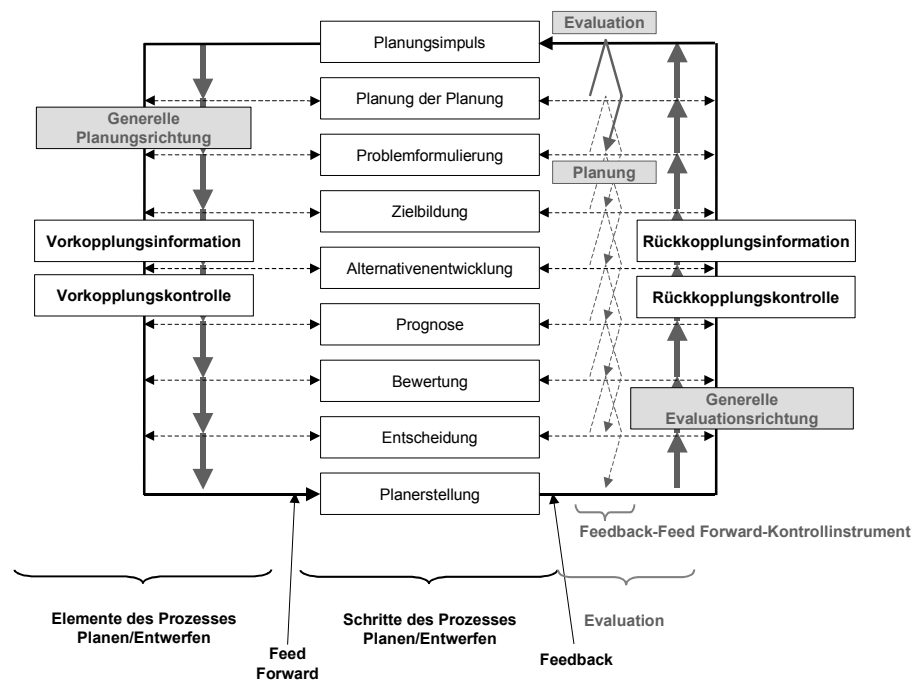 Evaluation
Planungsimpuls
Planung der Planung
Generelle
Planungsrichtung
Problemformulierung
Planung
Zielbildung
Vorkopplungsinformation
Rückkopplungsinformation
Alternativenentwicklung
Vorkopplungskontrolle
Rückkopplungskontrolle
Prognose
Bewertung
Generelle
Evaluationsrichtung
Entscheidung
Planerstellung
Feedback-Feed Forward-Kontrollinstrument
Elemente des Prozesses
Planen/Entwerfen
Schritte des Prozesses
Planen/Entwerfen
Evaluation
Feed
Forward
Feedback